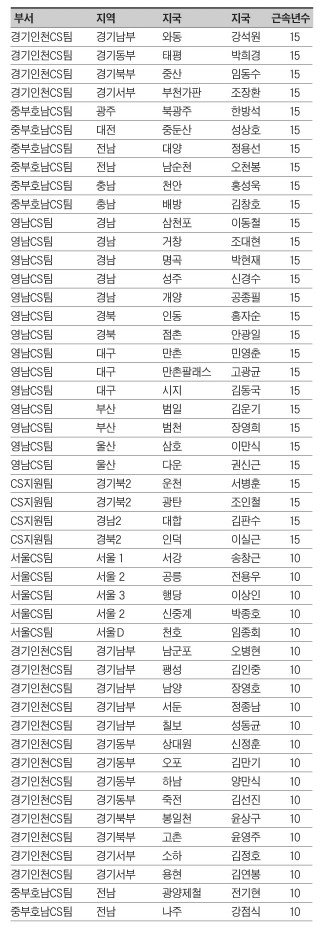 부서 지역 지국 지국 근속년수
경기인천CS팀 경기남부 와동 강석원 15
경기인천CS팀 경기동부 태평 박희경 15
경기인천CS팀 경기북부 중산 임동수 15
경기인천CS팀 경기서부 부천가판 조장환 15
중부호남CS팀 광주 북광주 한방석 15
중부호남CS팀 대전 중둔산 성상호 15
중부호남CS팀 전남 대양 정용선 15
중부호남CS팀 전남 남순천 오천봉 15
중부호남CS팀 충남 천안 홍성욱 15
중부호남CS팀 충남 배방 김창호 15
영남CS팀 경남 삼천포 이동철 15
영남CS팀 경남 거창 조대현 15
영남CS팀 경남 명곡 박현재 15
영남CS팀 경남 성주 신경수 15
영남CS팀 경남 개양 공종필 15
영남CS팀 경북 인동 홍자순 15
영남CS팀 경북 점촌 안광일 15
영남CS팀 대구 만촌 민영춘 15
영남CS팀 대구 만촌팔래스 고광균 15
영남CS팀 대구 시지 김동국 15
영남CS팀 부산 범일 김운기 15
영남CS팀 부산 범천 장영희 15
영남CS팀 울산 삼호 이만식 15
영남CS팀 울산 다운 권신근 15
CS지원팀 경기북2 운천 서병훈 15
CS지원팀 경기북2 광탄 조인철 15
CS지원팀 경남2 대합 김판수 15
CS지원팀 경북2 인덕 이실근 15
서울CS팀 서울 1 서강 송창근 10
서울CS팀 서울 2 공릉 전용우 10
서울CS팀 서울 3 행당 이상인 10
서울CS팀 서울 2 신중계 박종호 10
서울CS팀 서울D 천호 임종회 10
경기인천CS팀 경기남부 남군포 오병현 10
경기인천CS팀 경기남부 팽성 김인중 10
경기인천CS팀 경기남부 남양 장영호 10
경기인천CS팀 경기남부 서둔 정종남 10
경기인천CS팀 경기남부 칠보 성동균 10
경기인천CS팀 경기동부 상대원 신정훈 10
경기인천CS팀 경기동부 오포 김만기 10
경기인천CS팀 경기동부 하남 양만식 10
경기인천CS팀 경기동부 죽전 김선진 10
경기인천CS팀 경기북부 봉일천 윤상구 10
경기인천CS팀 경기북부 고촌 윤영주 10
경기인천CS팀 경기서부 소하 김정호 10
경기인천CS팀 경기서부 용현 김연봉 10
중부호남CS팀 전남 광양제철 전기현 10
중부호남CS팀 전남 나주 강점식 10